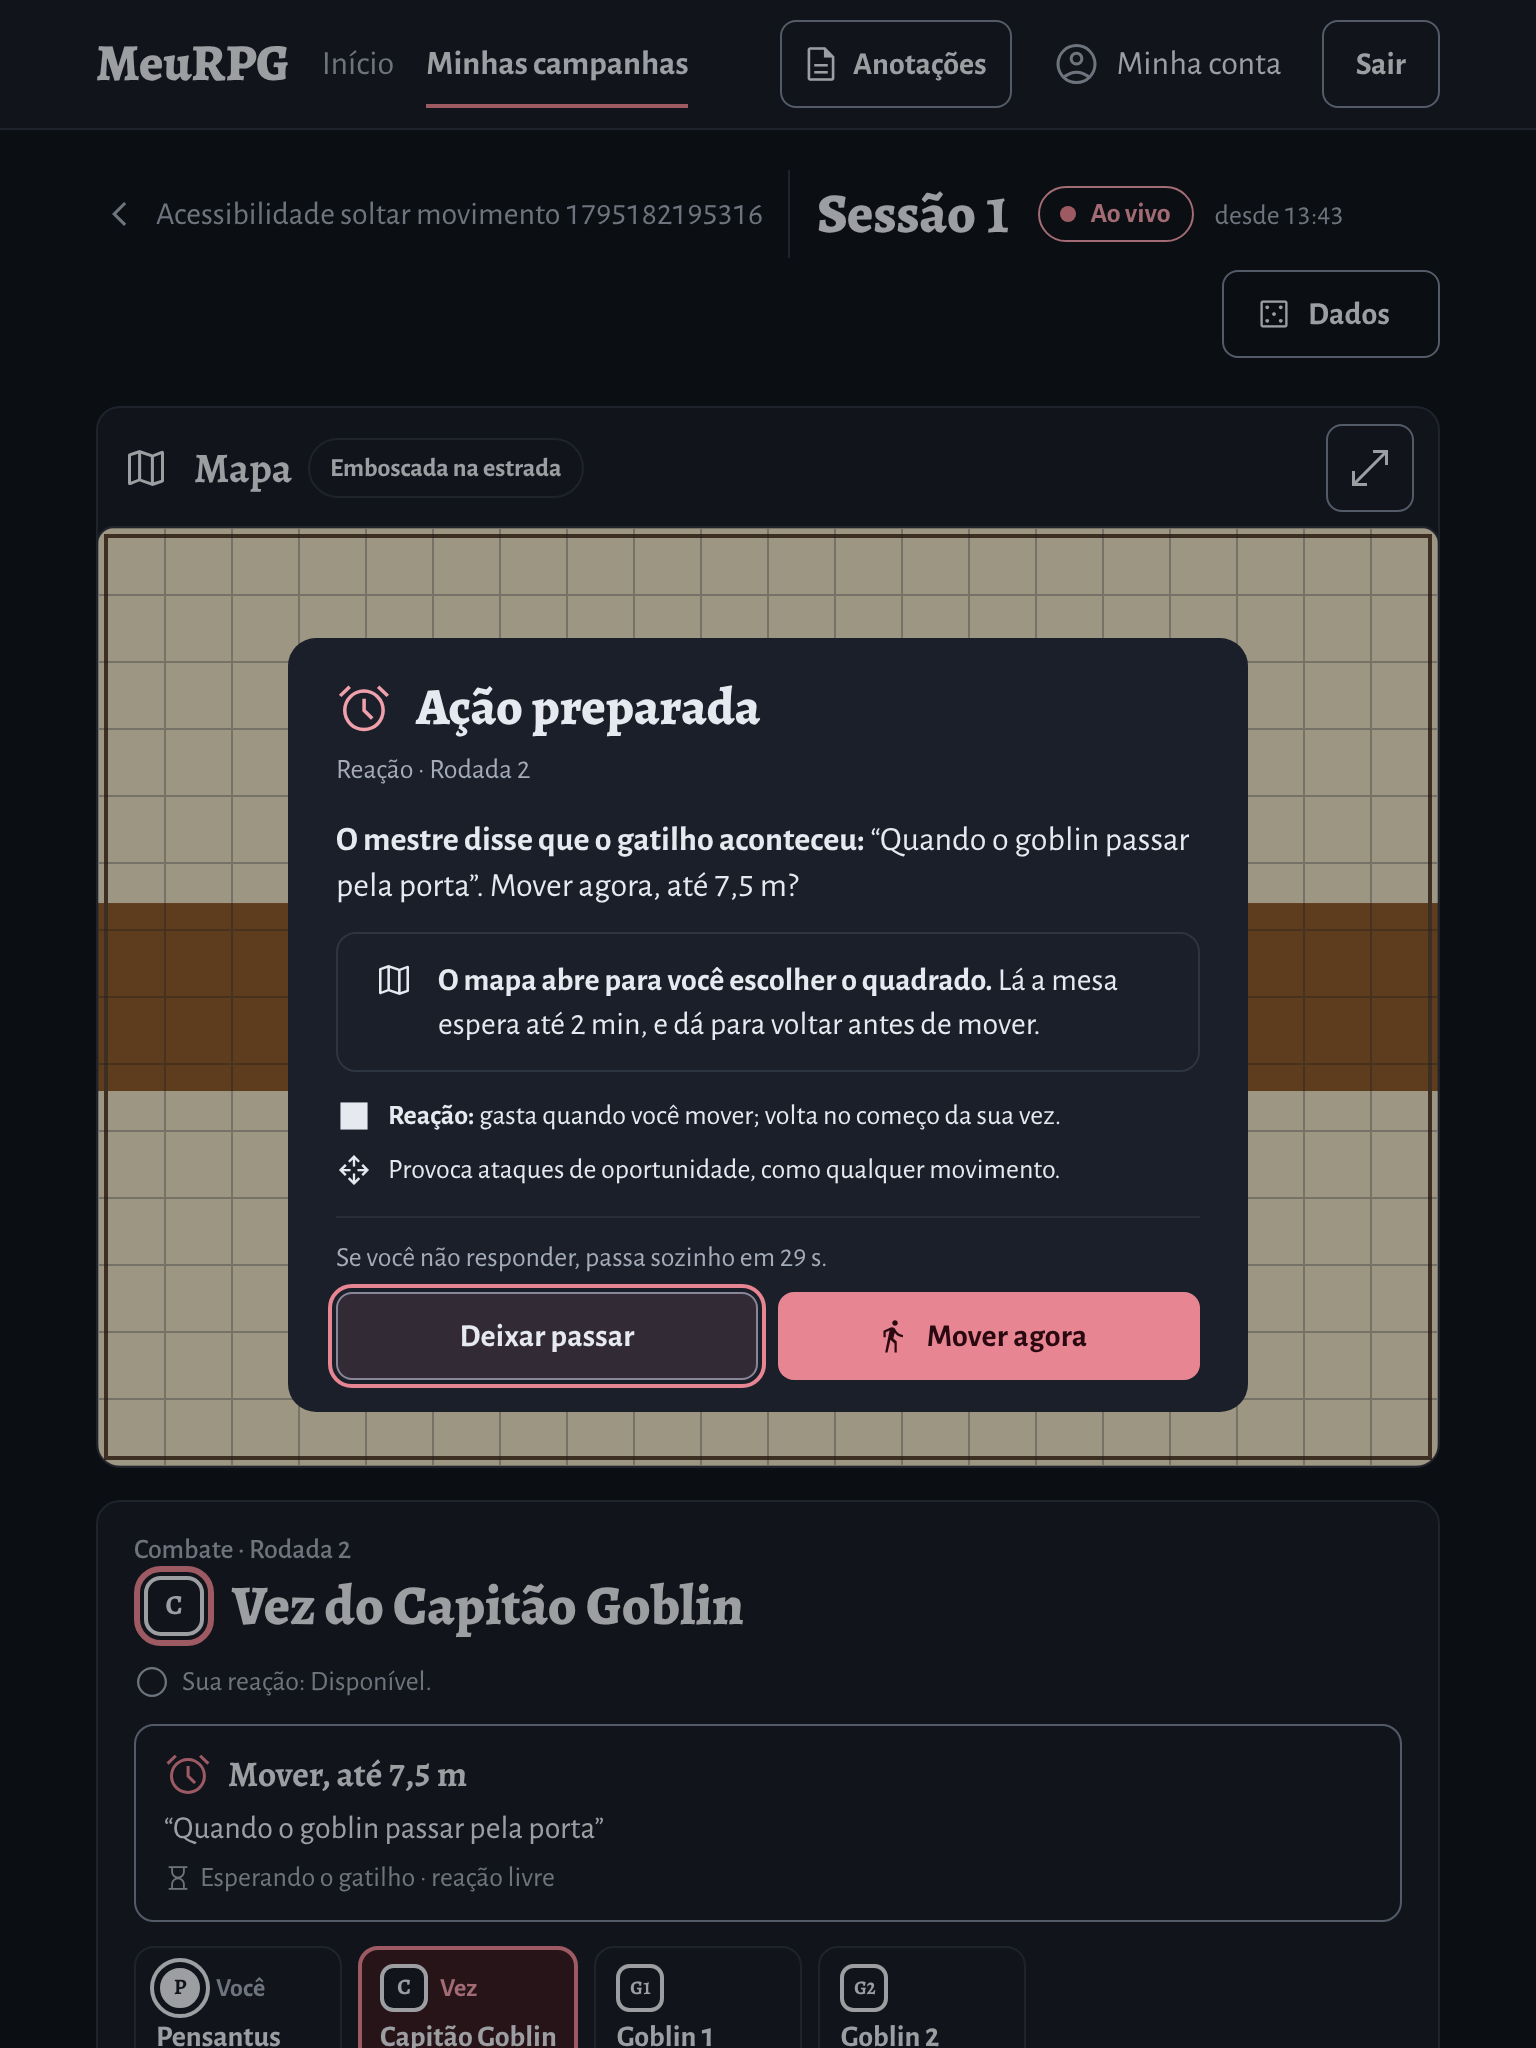 MeuRPG Início Minhas campanhas Anotações Minha conta Sair
Acessibilidade soltar movimento 1795182195316 Sessão 1 Ao vivo desde 13:43
Dados
Mapa Emboscada na estrada
Ação preparada
Reação · Rodada 2
O mestre disse que o gatilho aconteceu: “Quando o goblin passar
pela porta”. Mover agora, até 7,5 m?
O mapa abre para você escolher o quadrado. Lá a mesa
espera até 2 min, e dá para voltar antes de mover.
Reação: gasta quando você mover; volta no começo da sua vez.
Provoca ataques de oportunidade, como qualquer movimento.
Se você não responder, passa sozinho em 29 s.
Deixar passar Mover agora
Combate · Rodada 2
C Vez do Capitão Goblin
Sua reação: Disponível.
Mover, até 7,5 m
“Quando o goblin passar pela porta”
Esperando o gatilho · reação livre
P Você C Vez G1 G2
Pensantus Capitão Goblin Goblin 1 Goblin 2